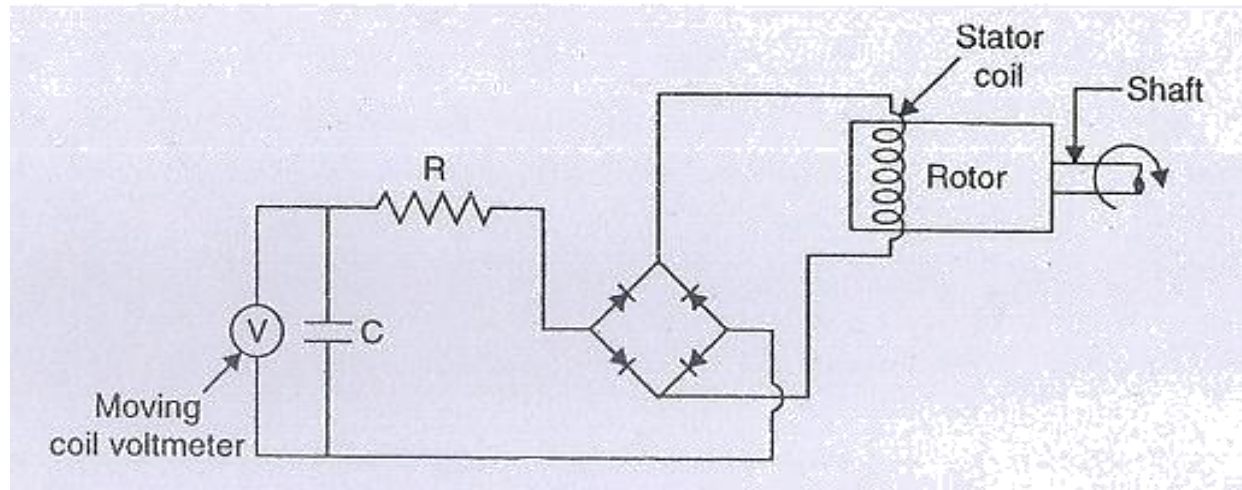 Stator
coil
Shaft
R
Rotor
V
C
Moving
coil voltmeter